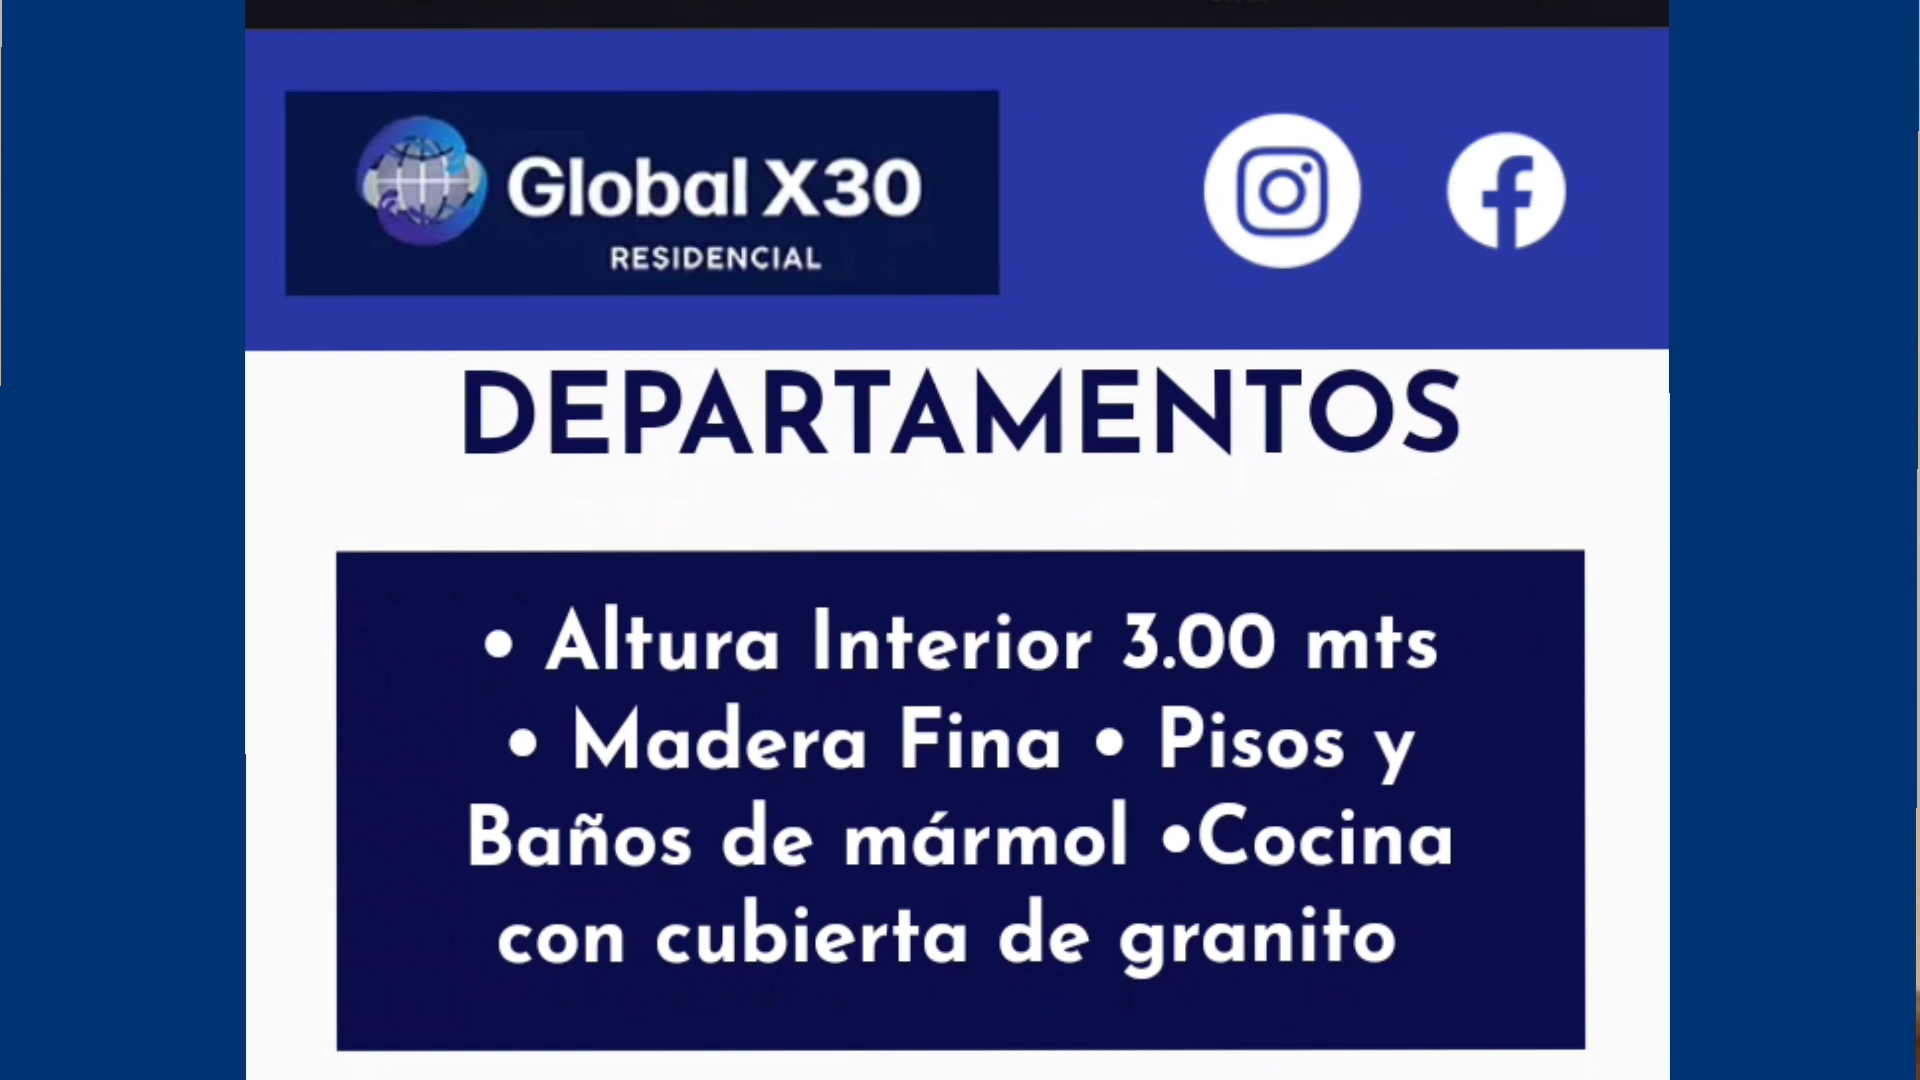 Global X30
RESIDENCIAL
DEPARTAMENTOS
• Altura Interior 3.00 mts
• Madera Fina • Pisos y
Baños de mármol •Cocina
con cubierta de granito